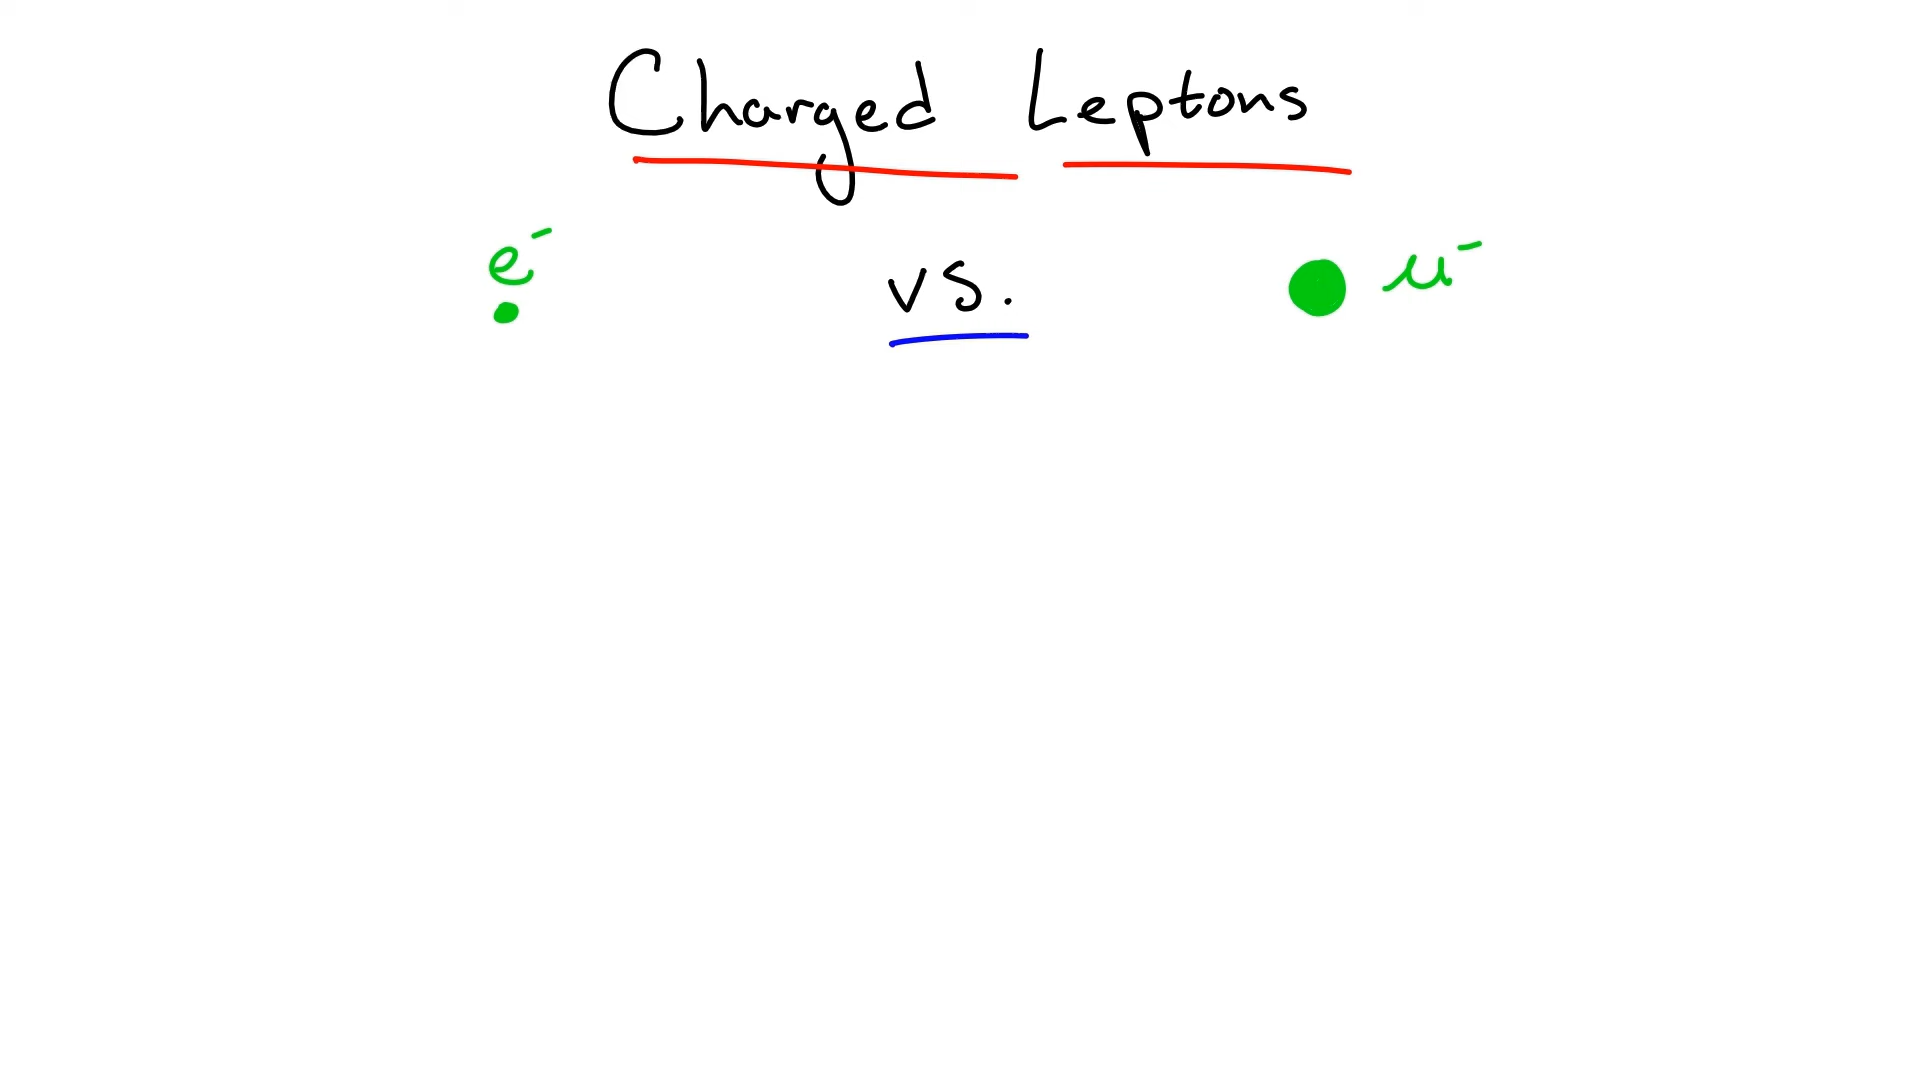 Charged Leptons
e⁻ vs. μ⁻